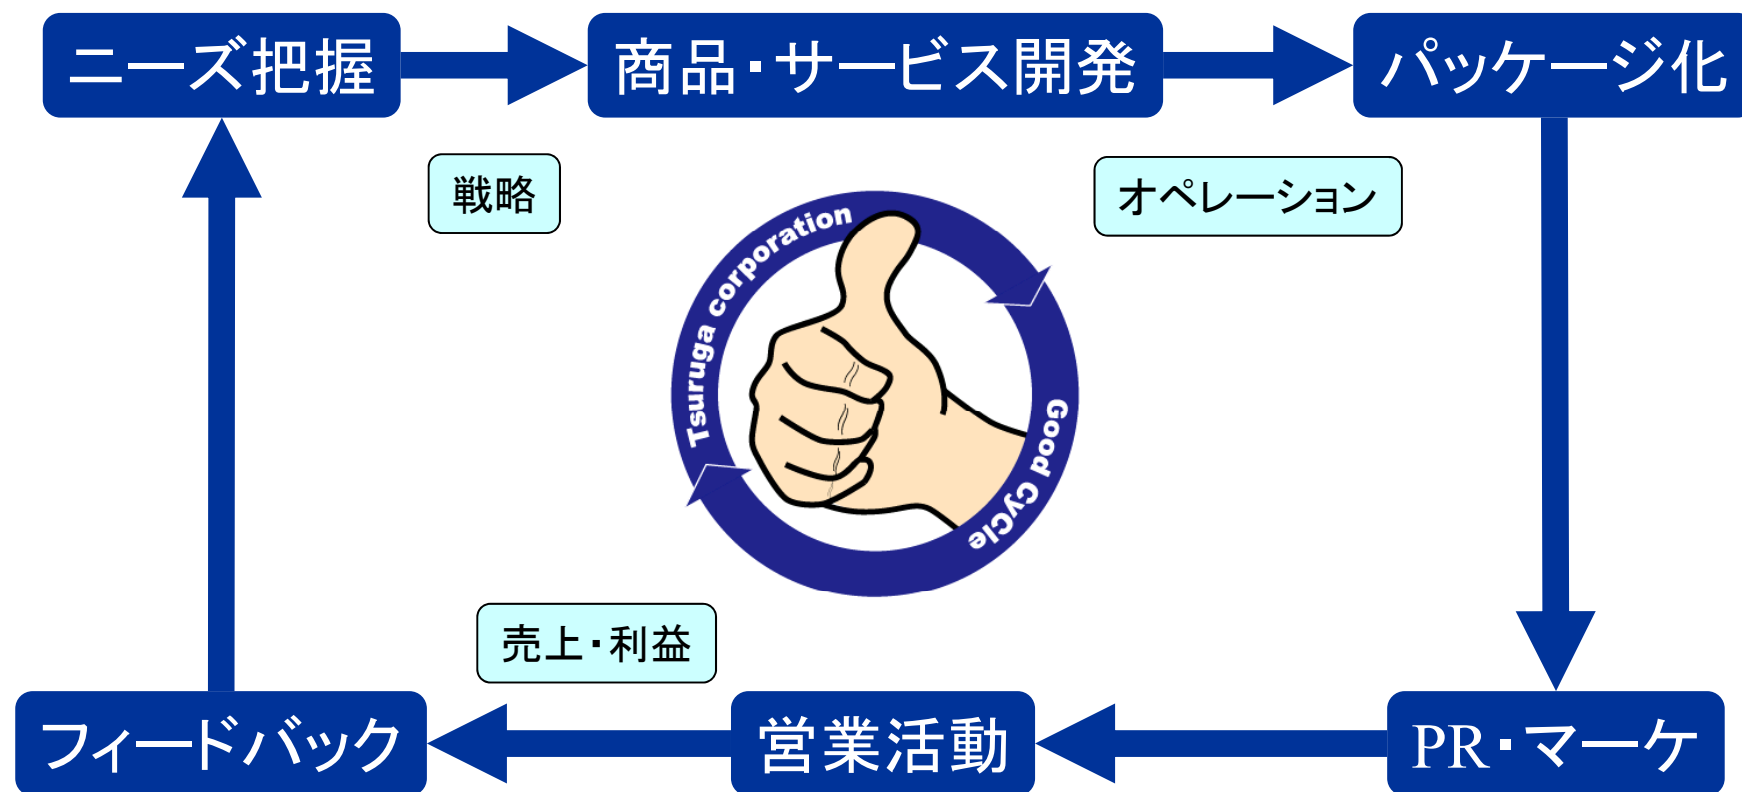 ニーズ把握
商品・サービス開発
パッケージ化
戦略
オペレーション
Tsuruga corporation
Good CyCle
売上・利益
フィードバック
営業活動
PR・マーケ